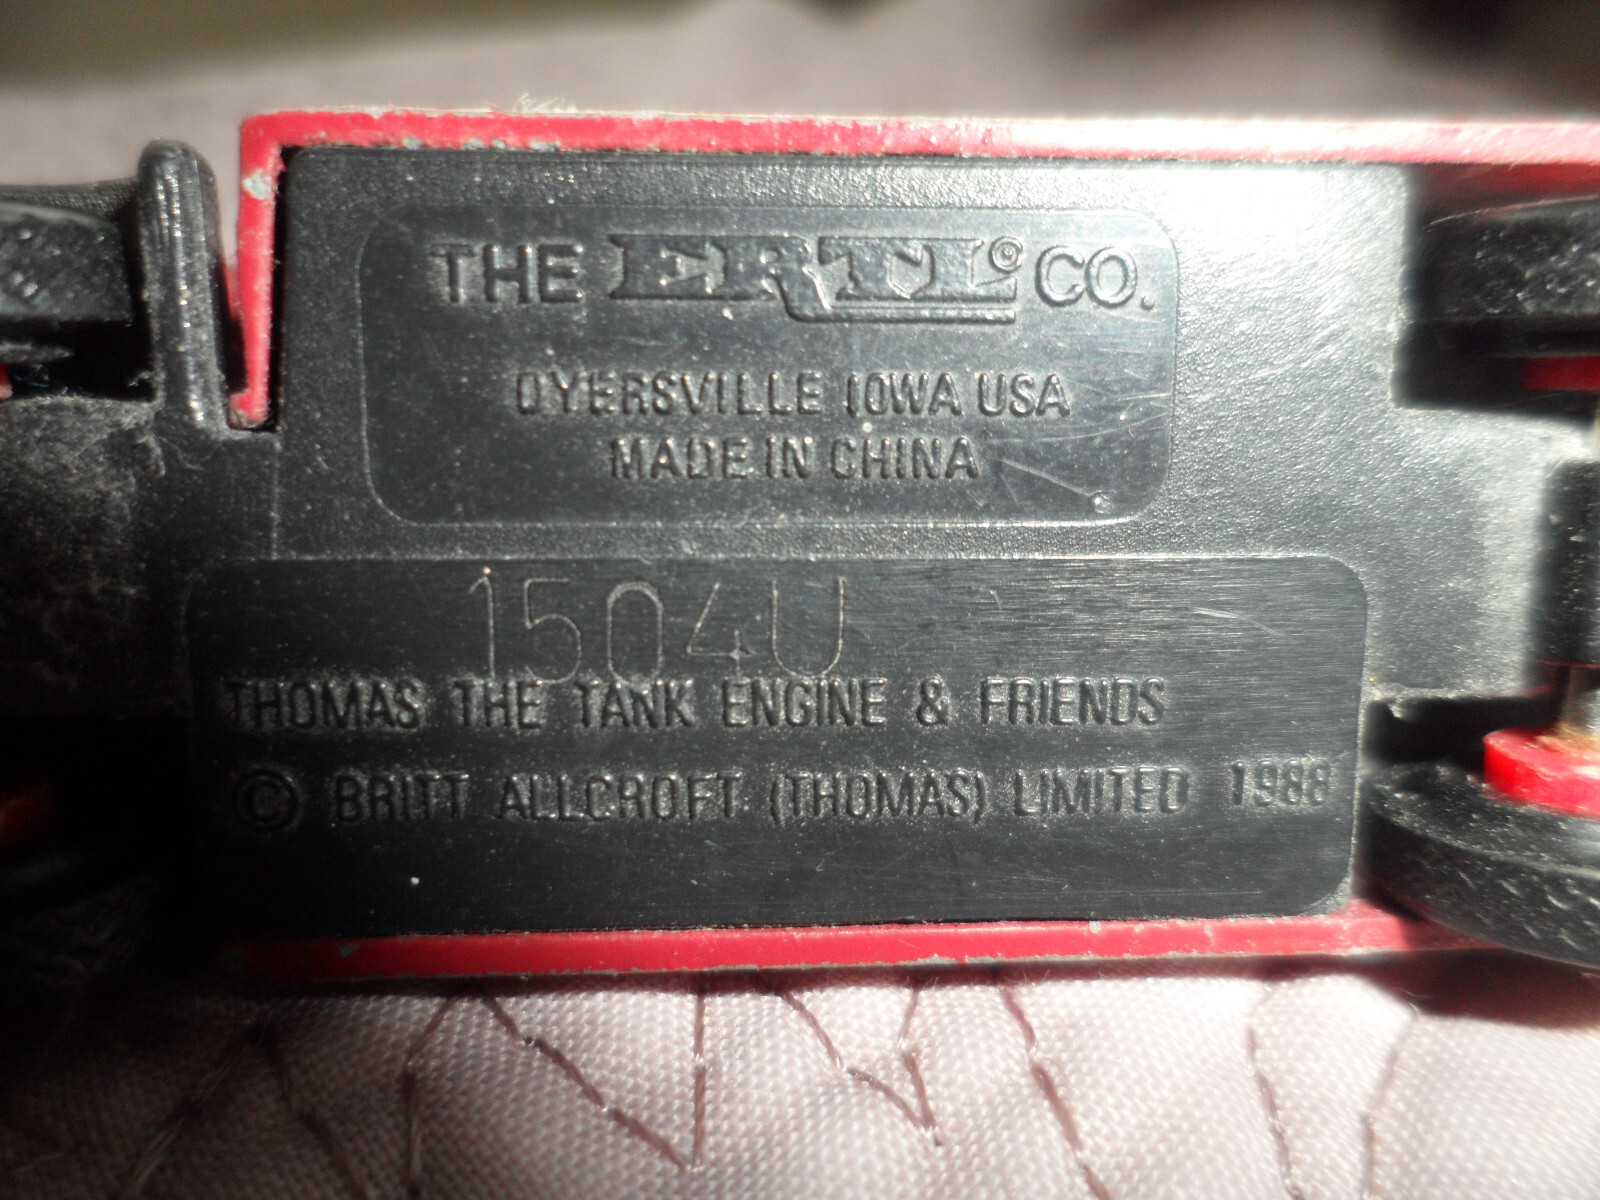 THE ERTL® CO.
DYERSVILLE IOWA USA
MADE IN CHINA
1504U
THOMAS THE TANK ENGINE & FRIENDS
© BRITT ALLCROFT (THOMAS) LIMITED 1988